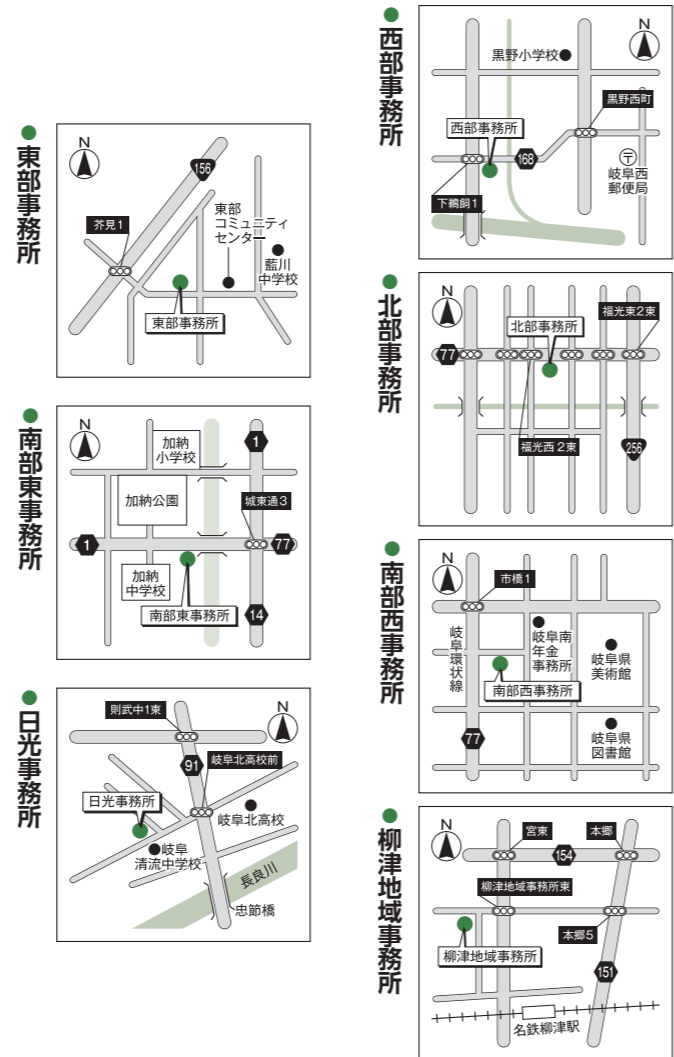 東部事務所
N
156
芥見1
東部
コミュニティ
センター
藍川
中学校
東部事務所
南部東事務所
N
加納
小学校
1
加納公園
城東通3
1
77
加納
中学校
南部東事務所
14
日光事務所
則武中1東
N
91
岐阜北高校前
日光事務所
岐阜北高校
岐阜
清流中学校
長良川
忠節橋
西部事務所
N
黒野小学校
黒野西町
西部事務所
168
〒
岐阜西
郵便局
下鵜飼1
北部事務所
N
福光東2東
北部事務所
77
福光西2東
256
南部西事務所
N
市橋1
岐阜環状線
岐阜南
年金
事務所
岐阜県
美術館
南部西事務所
77
岐阜県
図書館
柳津地域事務所
N
宮東
本郷
154
柳津地域事務所東
本郷5
柳津地域事務所
151
名鉄柳津駅